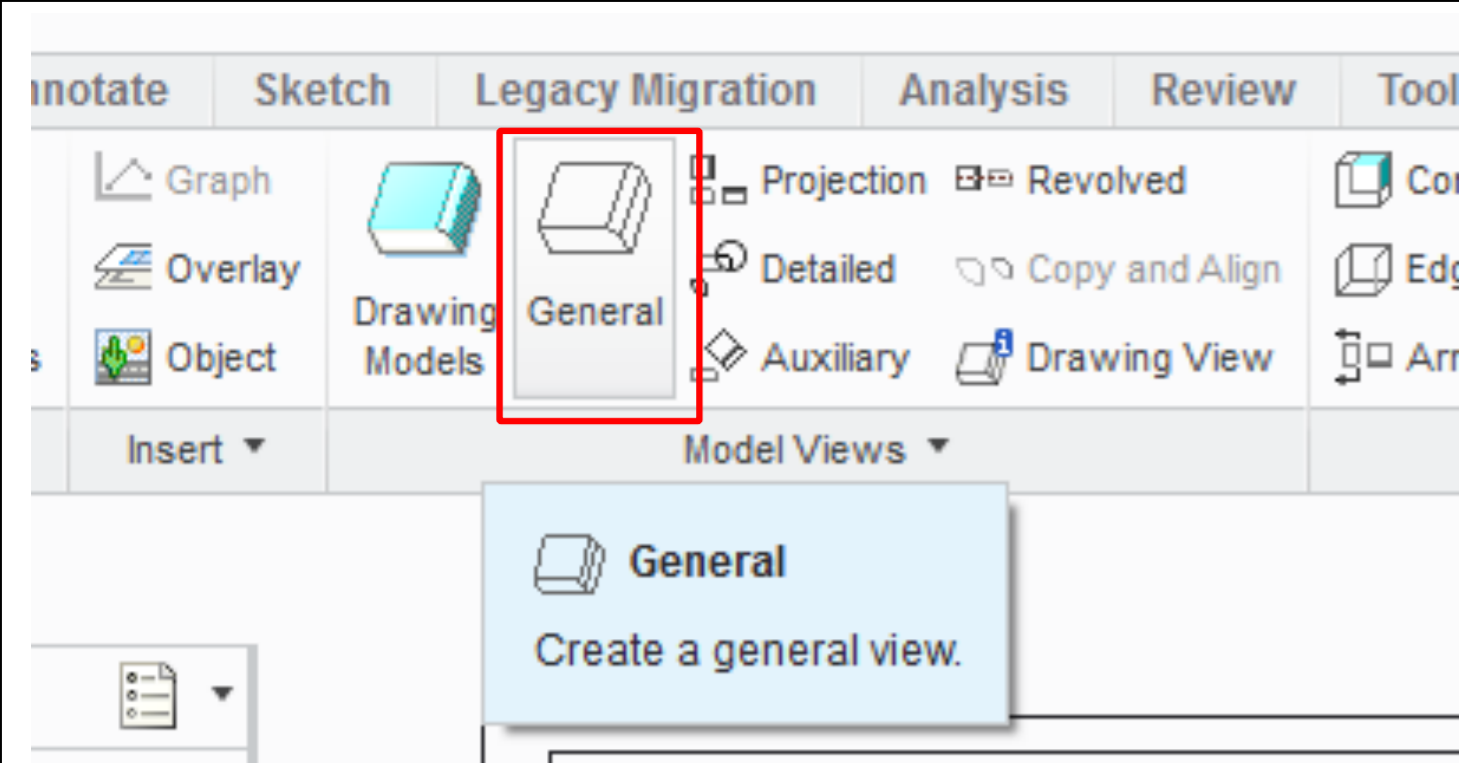 Sketch
Legacy Migration
Analysis
Review
Graph
Overlay
Object
Insert
Drawing
Models
General
Projection
Detailed
Auxiliary
Revolved
Copy and Align
Drawing View
Model Views
General
Create a general view.